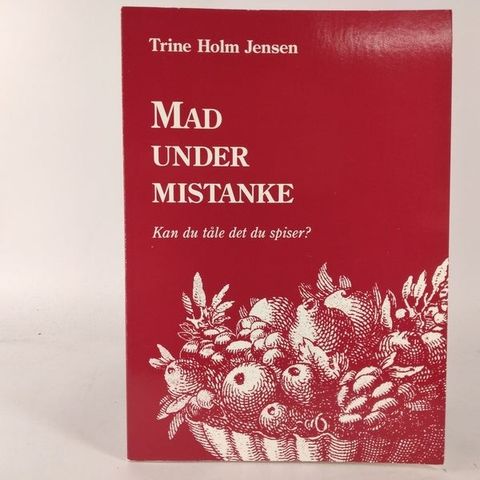 Trine Holm Jensen
MAD
UNDER
MISTANKE
Kan du tåle det du spiser?